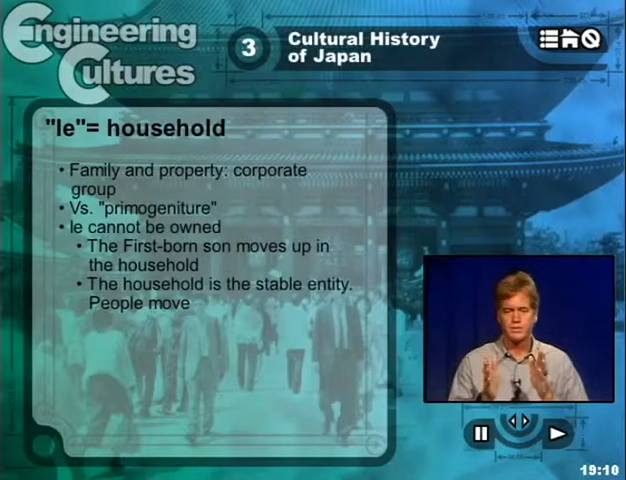 Engineering
Cultures
3
Cultural History
of Japan
"Ie"= household
• Family and property: corporate
group
• Vs. "primogeniture"
• Ie cannot be owned
• The First-born son moves up in
the household
• The household is the stable entity.
People move
19:10